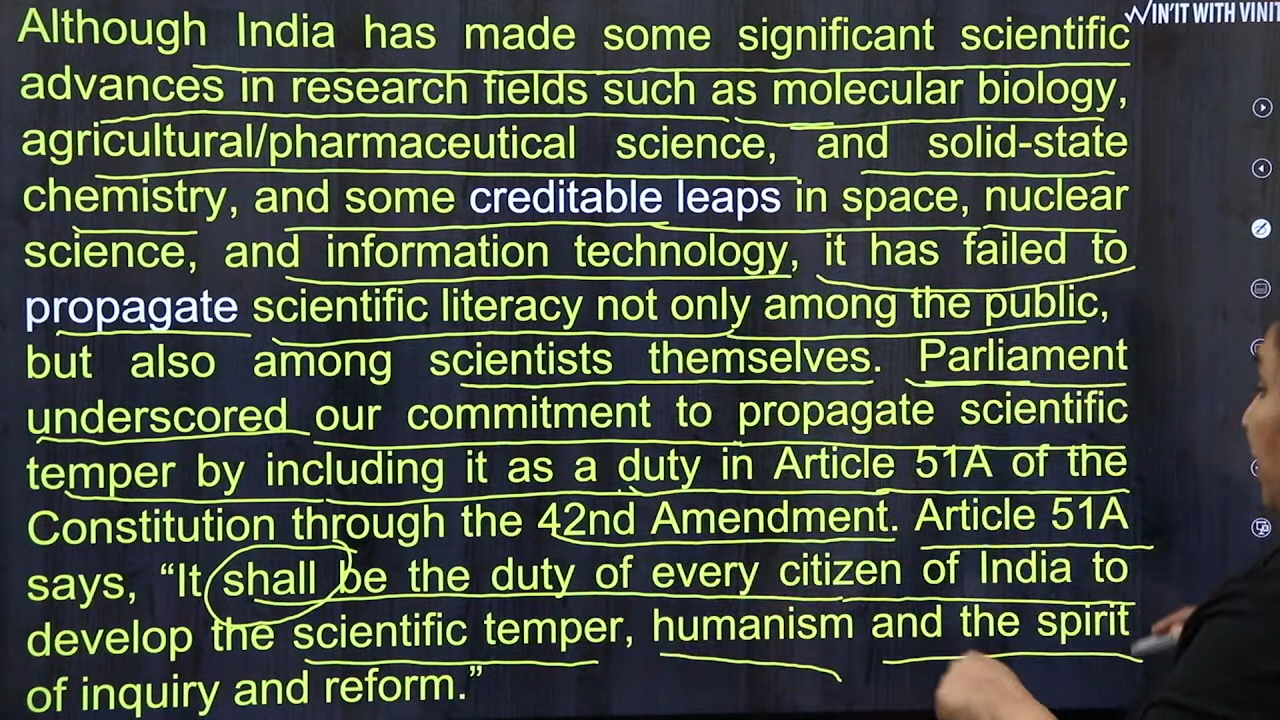 Although India has made some significant scientific
WIN'IT WITH VINIT
advances in research fields such as molecular biology,
agricultural/pharmaceutical science, and solid-state
chemistry, and some creditable leaps in space, nuclear
science, and information technology, it has failed to
propagate scientific literacy not only among the public,
but also among scientists themselves. Parliament
underscored our commitment to propagate scientific
temper by including it as a duty in Article 51A of the
Constitution through the 42nd Amendment. Article 51A
says, “It shall be the duty of every citizen of India to
develop the scientific temper, humanism and the spirit
of inquiry and reform.”